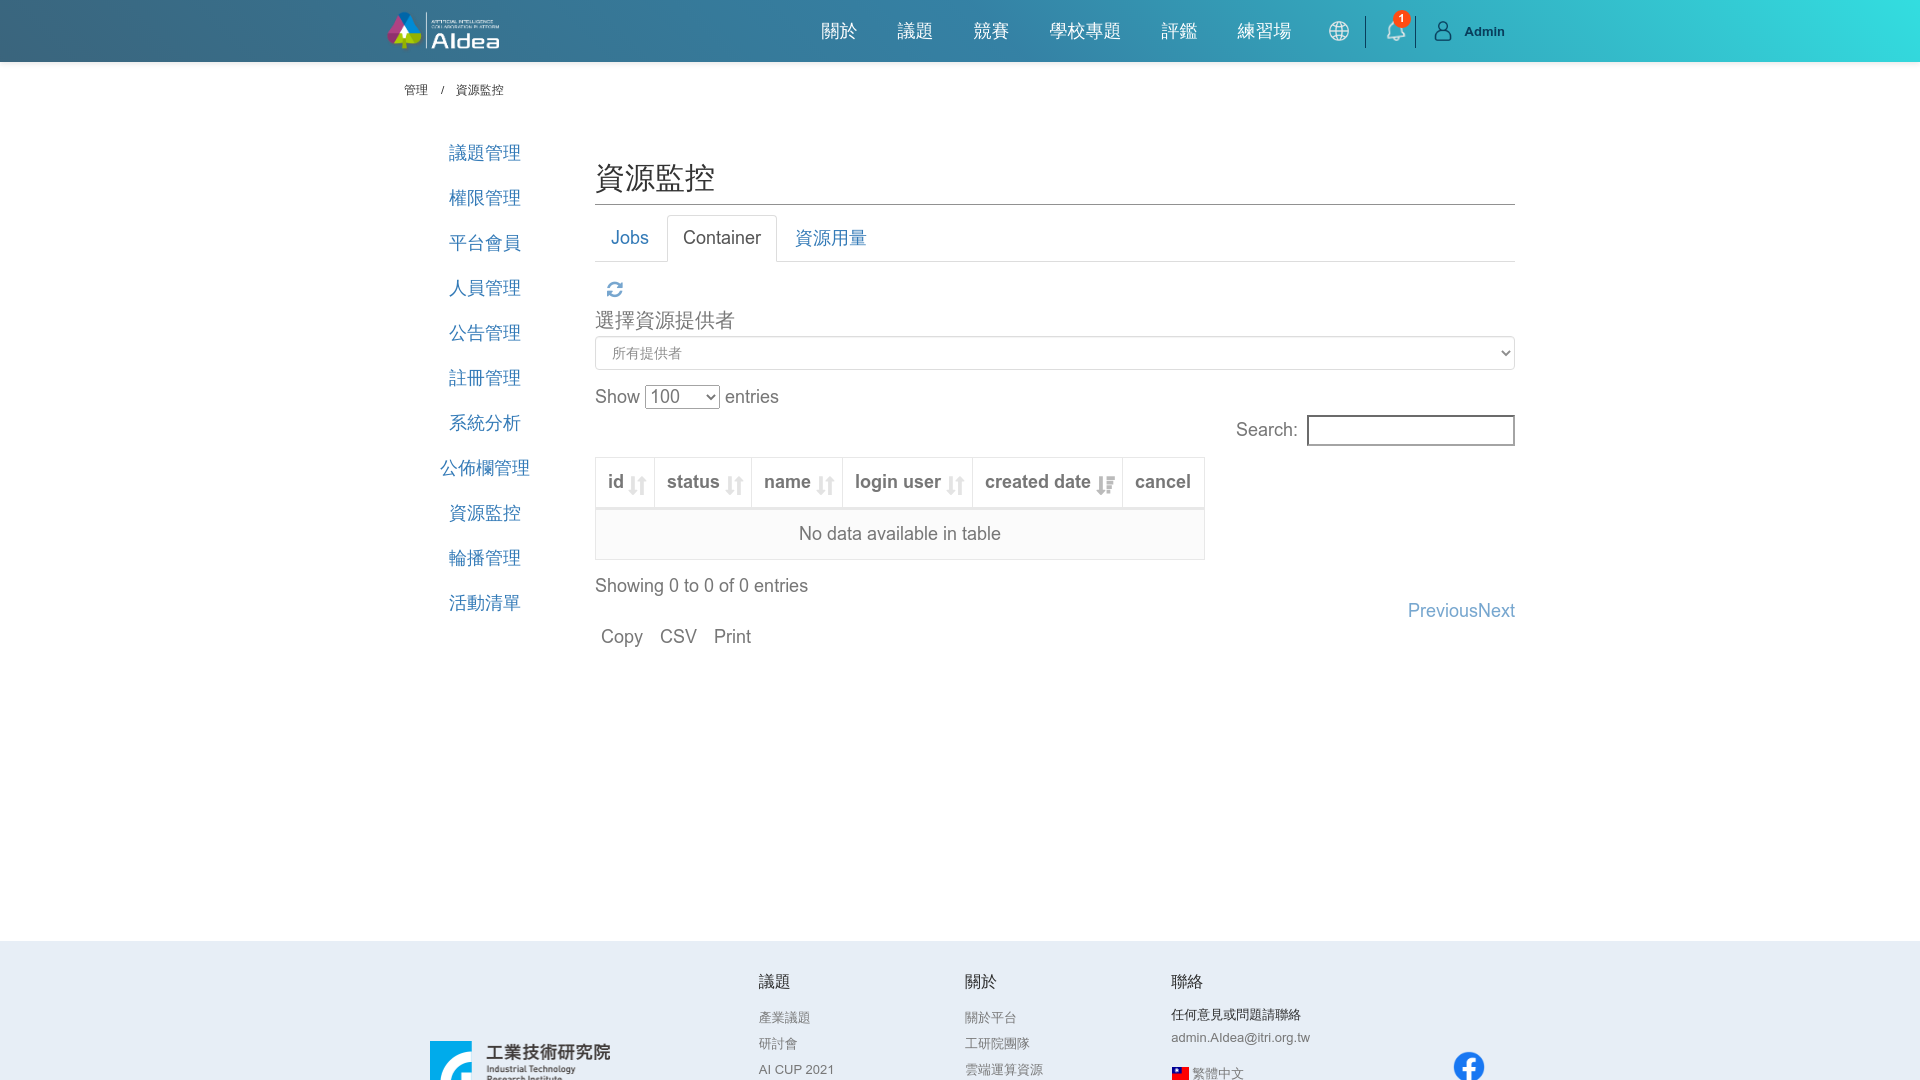 ARTIFICIAL INTELLIGENCE
COLLABORATION PLATFORM
AIdea
關於 議題 競賽 學校專題 評鑑 練習場 1 Admin
管理 / 資源監控
議題管理
權限管理
平台會員
人員管理
公告管理
註冊管理
系統分析
公佈欄管理
資源監控
輪播管理
活動清單
資源監控
Jobs Container 資源用量
選擇資源提供者
所有提供者
Show 100 entries
Search:
id status name login user created date cancel
No data available in table
Showing 0 to 0 of 0 entries
PreviousNext
Copy CSV Print
工業技術研究院
Industrial Technology
Research Institute
議題
產業議題
研討會
AI CUP 2021
關於
關於平台
工研院團隊
雲端運算資源
聯絡
任何意見或問題請聯絡
admin.AIdea@itri.org.tw
繁體中文